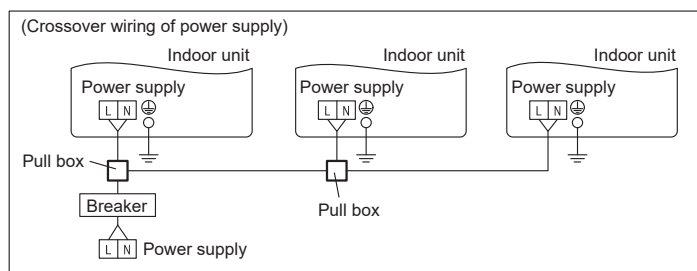 (Crossover wiring of power supply)
Indoor unit
Indoor unit
Indoor unit
Power supply
Power supply
Power supply
L N
L N
L N
Pull box
Pull box
Breaker
L N
Power supply